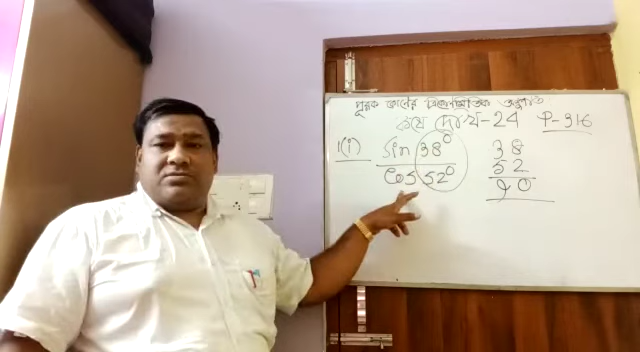 পূরক কোণের ত্রিকোণমিতিক অনুপাত
কষে দেখি-24 P-316
1(i) Sin 38° 38
Cos 52° 52
90